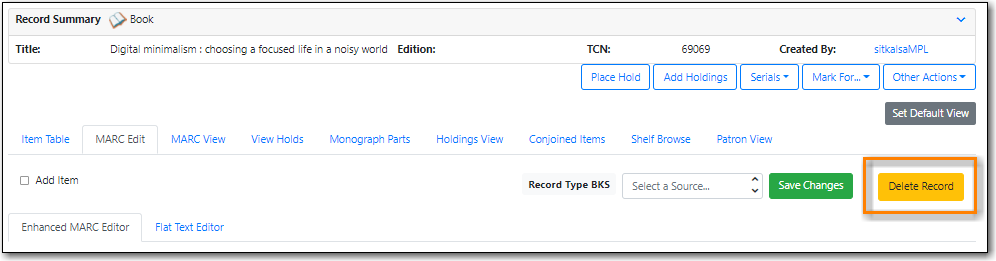 Record Summary Book
Title: Digital minimalism : choosing a focused life in a noisy world Edition: TCN: 69069 Created By: sitkalsaMPL
Place Hold Add Holdings Serials Mark For... Other Actions
Set Default View
Item Table MARC Edit MARC View View Holds Monograph Parts Holdings View Conjoined Items Shelf Browse Patron View
Add Item Record Type BKS Select a Source... Save Changes Delete Record
Enhanced MARC Editor Flat Text Editor